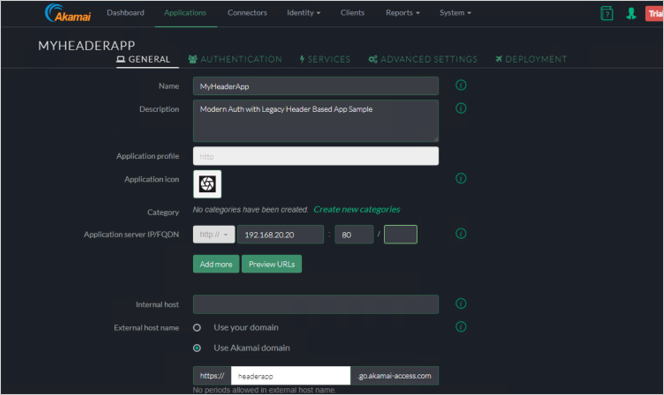 Akamai Dashboard Applications Connectors Identity Clients Reports System Trial
MYHEADERAPP
GENERAL AUTHENTICATION SERVICES ADVANCED SETTINGS DEPLOYMENT
Name MyHeaderApp
Description Modern Auth with Legacy Header Based App Sample
Application profile http
Application icon
Category No categories have been created. Create new categories
Application server IP/FQDN http:// 192.168.20.20 : 80 /
Add more Preview URLs
Internal host
External host name Use your domain
Use Akamai domain
https:// headerapp .go.akamai-access.com
No periods allowed in external host name